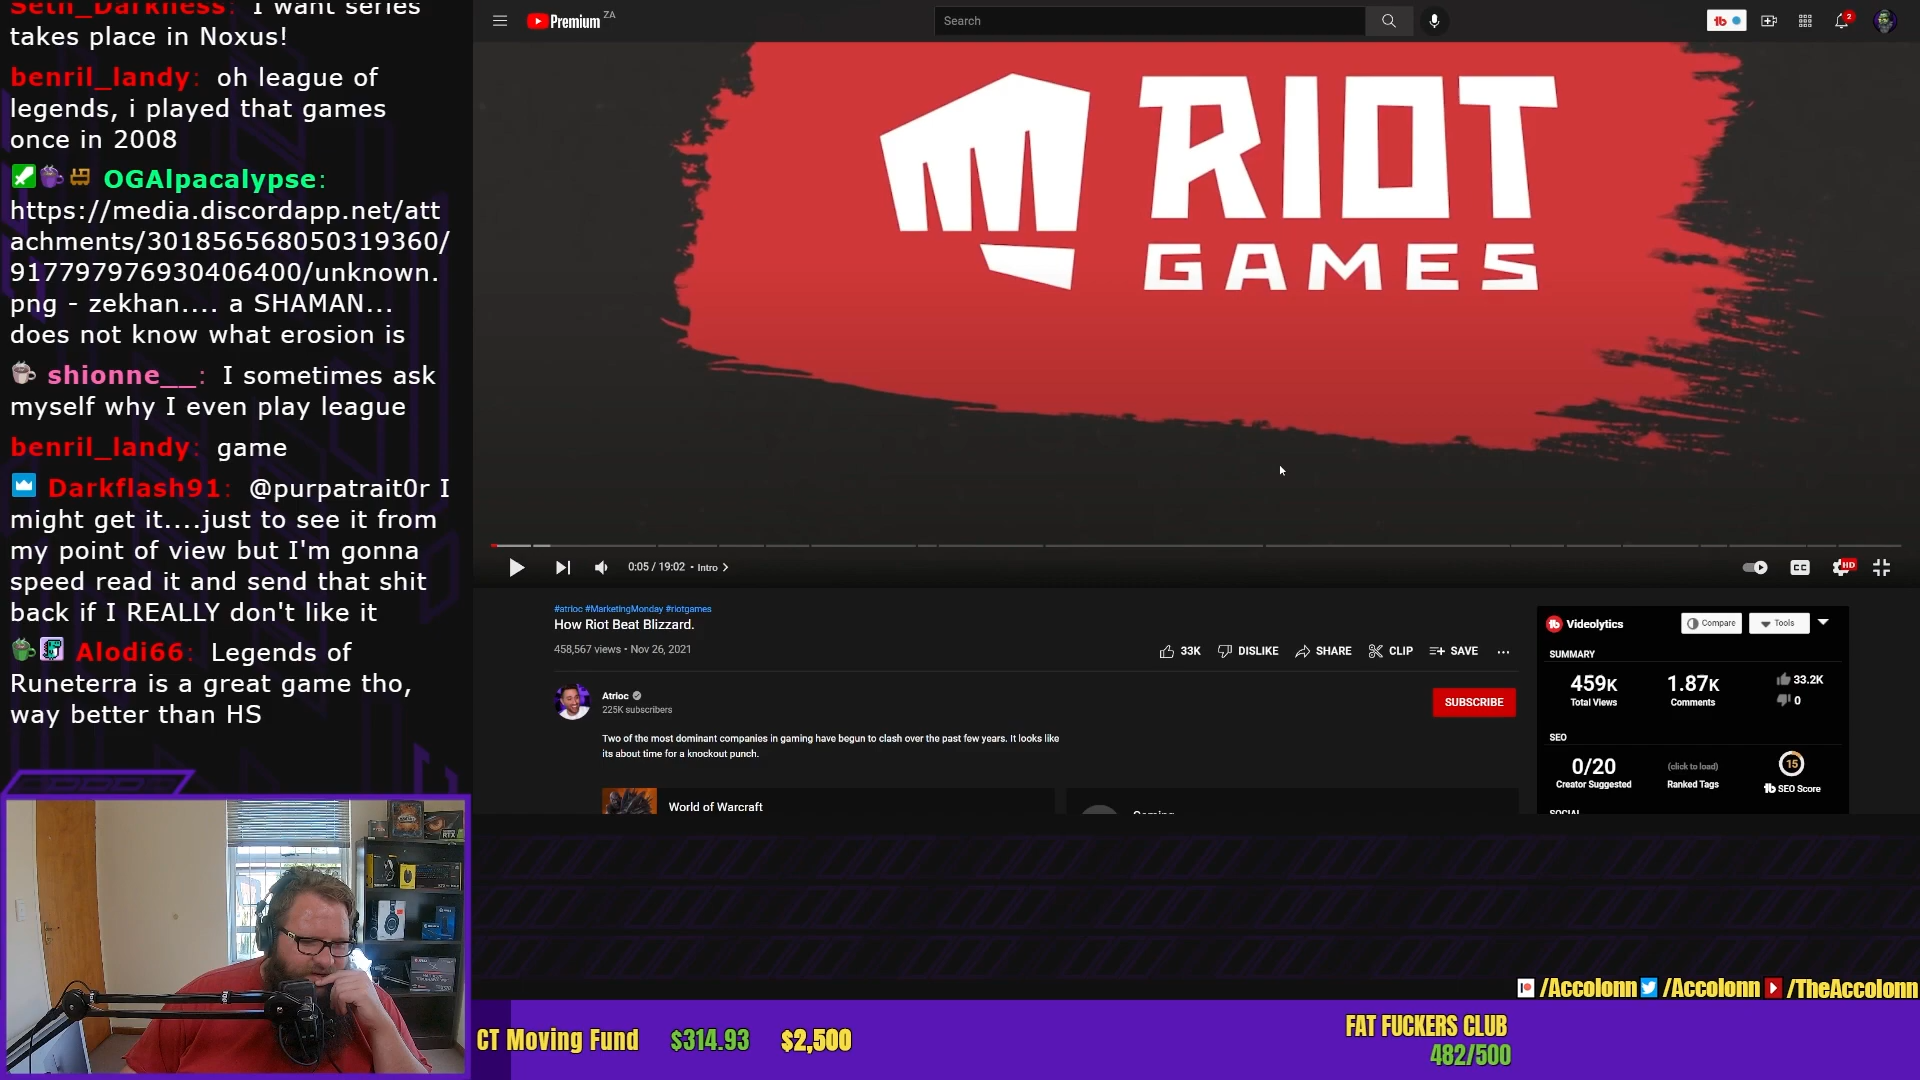 Seth_Darkness: I want series
takes place in Noxus!
benril_landy: oh league of
legends, i played that games
once in 2008
OGAlpacalypse:
https://media.discordapp.net/att
achments/301856568050319360/
917797976930406400/unknown.
png - zekhan.... a SHAMAN...
does not know what erosion is
shionne__: I sometimes ask
myself why I even play league
benril_landy: game
Darkflash91: @purpatrait0r I
might get it....just to see it from
my point of view but I'm gonna
speed read it and send that shit
back if I REALLY don't like it
Alodi66: Legends of
Runeterra is a great game tho,
way better than HS
Premium ZA
Search
2
RIOT
GAMES
0:05 / 19:02 • Intro
CC
HD
#atrioc #MarketingMonday #riotgames
How Riot Beat Blizzard.
458,567 views • Nov 26, 2021
33K DISLIKE SHARE CLIP SAVE
Atrioc
225K subscribers
SUBSCRIBE
Two of the most dominant companies in gaming have begun to clash over the past few years. It looks like
its about time for a knockout punch.
World of Warcraft
Gaming
Videolytics Compare Tools
SUMMARY
459K 1.87K 33.2K
Total Views Comments 0
SEO
0/20 (click to load) 15
Creator Suggested Ranked Tags SEO Score
SOCIAL
/Accolonn /Accolonn /TheAccolonn
CT Moving Fund $314.93 $2,500
FAT FUCKERS CLUB
482/500